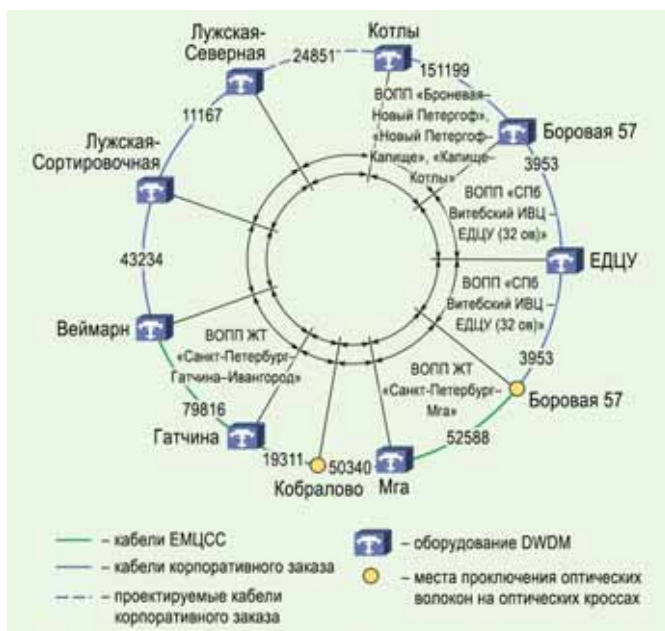 Лужская-
Северная
24851
Котлы
151199
11167
ВОПП «Броневая–
Новый Петергоф»,
«Новый Петергоф–
Капище», «Капище–
Котлы»
Боровая 57
3953
Лужская-
Сортировочная
ВОПП «СПб
Витебский ИВЦ –
ЕДЦУ (32 ов)»
ЕДЦУ
43234
ВОПП «СПб
Витебский ИВЦ –
ЕДЦУ (32 ов)»
3953
Веймарн
ВОПП ЖТ
«Санкт-Петербург–
Гатчина–Ивангород»
ВОПП ЖТ
«Санкт-Петербург–
Мга»
Боровая 57
79816
52588
Гатчина
19311
50340
Кобралово
Мга
– кабели ЕМЦСС
– кабели корпоративного заказа
– проектируемые кабели
корпоративного заказа
– оборудование DWDM
– места проключения оптических
волокон на оптических кроссах